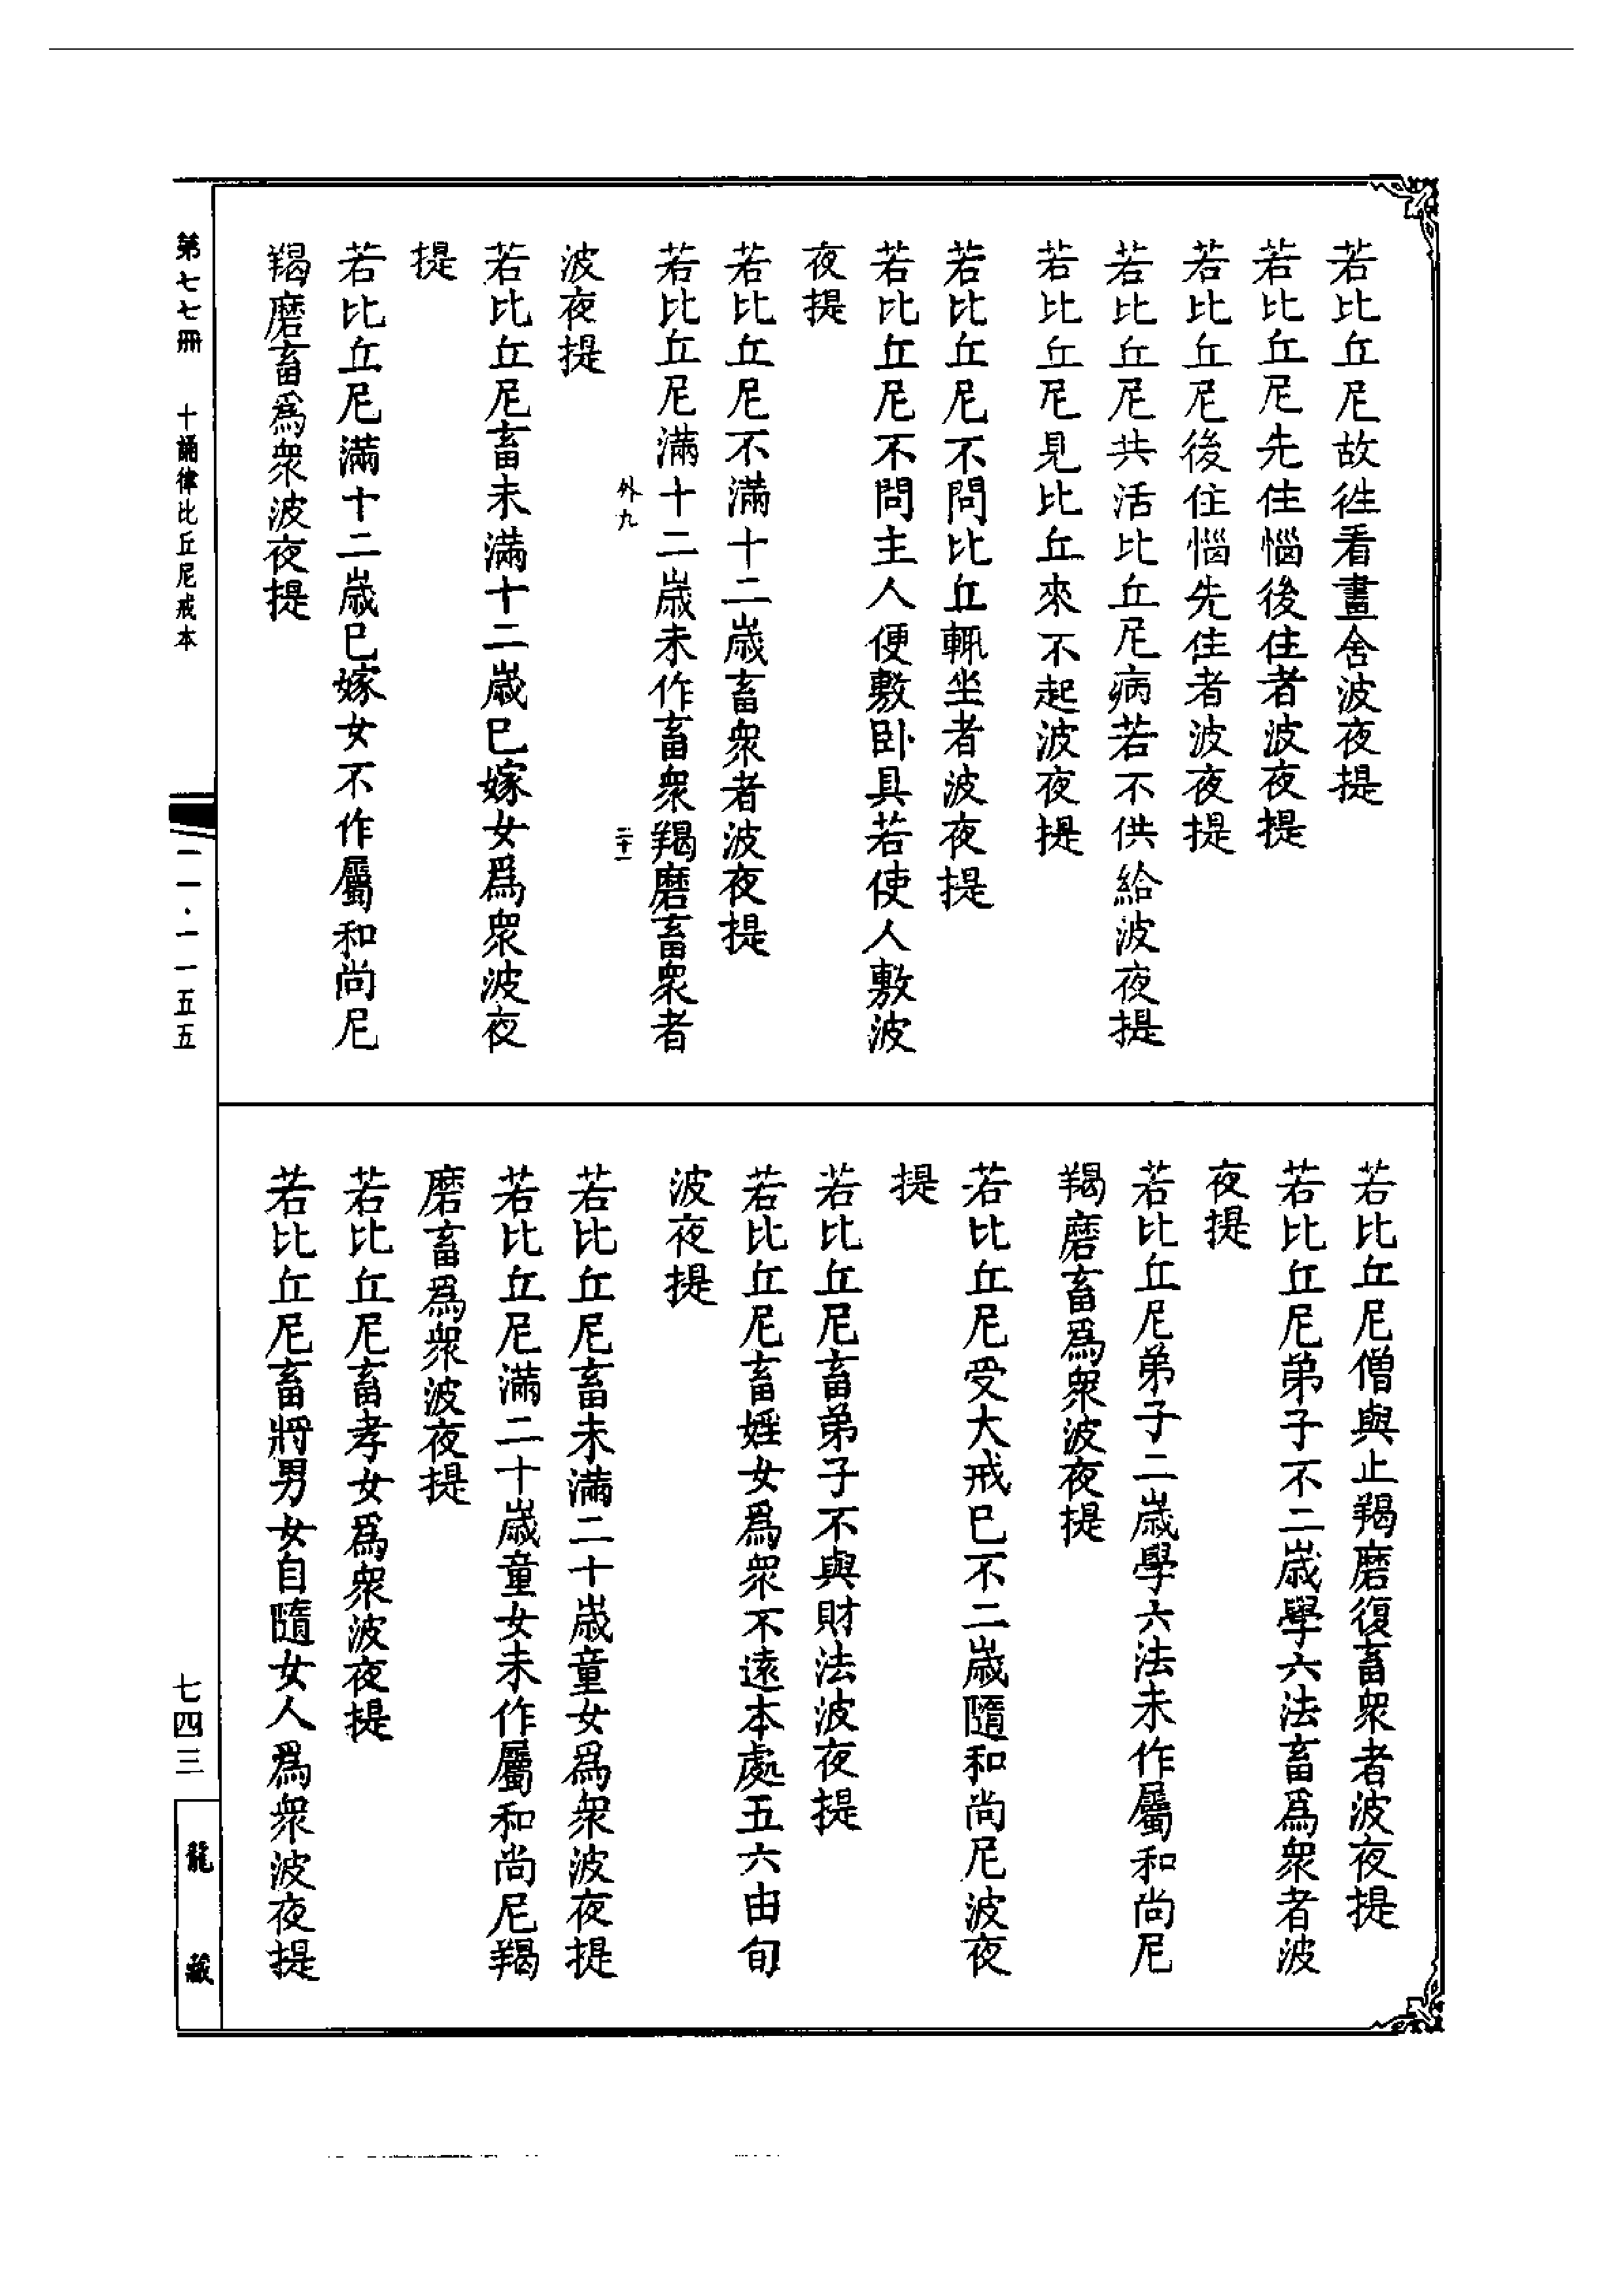 若比丘尼故徃看畫舍波夜提
若比丘尼先住惱後住者波夜提
若比丘尼後住惱先住者波夜提
若比丘尼共活比丘尼病若不供給波夜提
若比丘尼見比丘來不起波夜提
若比丘尼不問比丘輒坐者波夜提
若比丘尼不問主人便敷卧具若使人敷波
夜提
若比丘尼不滿十二歲畜衆者波夜提
若比丘尼滿十二歲未作畜衆羯磨畜衆者
外九
二十一
波夜提
若比丘尼畜未滿十二歲巳嫁女爲衆波夜
提
若比丘尼滿十二歲巳嫁女不作屬和尚尼
羯磨畜爲衆波夜提
若比丘尼僧與止羯磨復畜衆者波夜提
若比丘尼弟子不二歲學六法畜爲衆者波
夜提
若比丘尼弟子二歲學六法未作屬和尚尼
羯磨畜爲衆波夜提
若比丘尼受大戒巳不二歲隨和尚尼波夜
提
若比丘尼畜弟子不與財法波夜提
若比丘尼畜婬女爲衆不遠本處五六由旬
波夜提
若比丘尼畜未滿二十歲童女爲衆波夜提
若比丘尼滿二十歲童女未作屬和尚尼羯
磨畜爲衆波夜提
若比丘尼畜孝女爲衆波夜提
若比丘尼畜將男女自隨女人爲衆波夜提
第七七冊 十誦律比丘尼戒本
一一·一一五五
七四三
龍藏